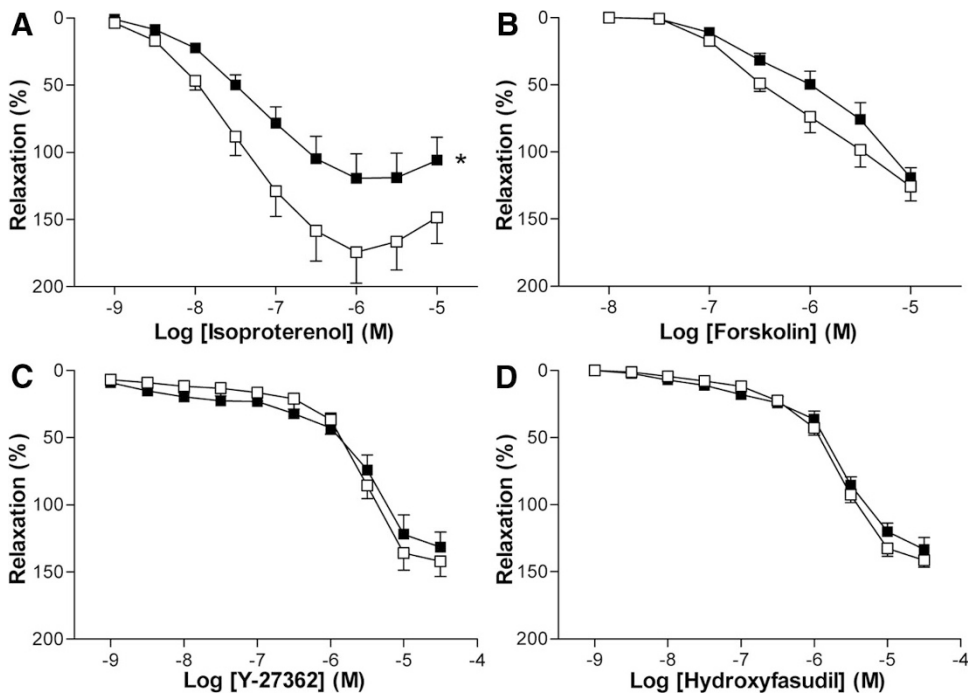 A
Relaxation (%)
0
50
100
150
200
*
-9 -8 -7 -6 -5
Log [Isoproterenol] (M)
B
Relaxation (%)
0
50
100
150
200
-8 -7 -6 -5
Log [Forskolin] (M)
C
Relaxation (%)
0
50
100
150
200
-9 -8 -7 -6 -5 -4
Log [Y-27362] (M)
D
Relaxation (%)
0
50
100
150
200
-9 -8 -7 -6 -5 -4
Log [Hydroxyfasudil] (M)